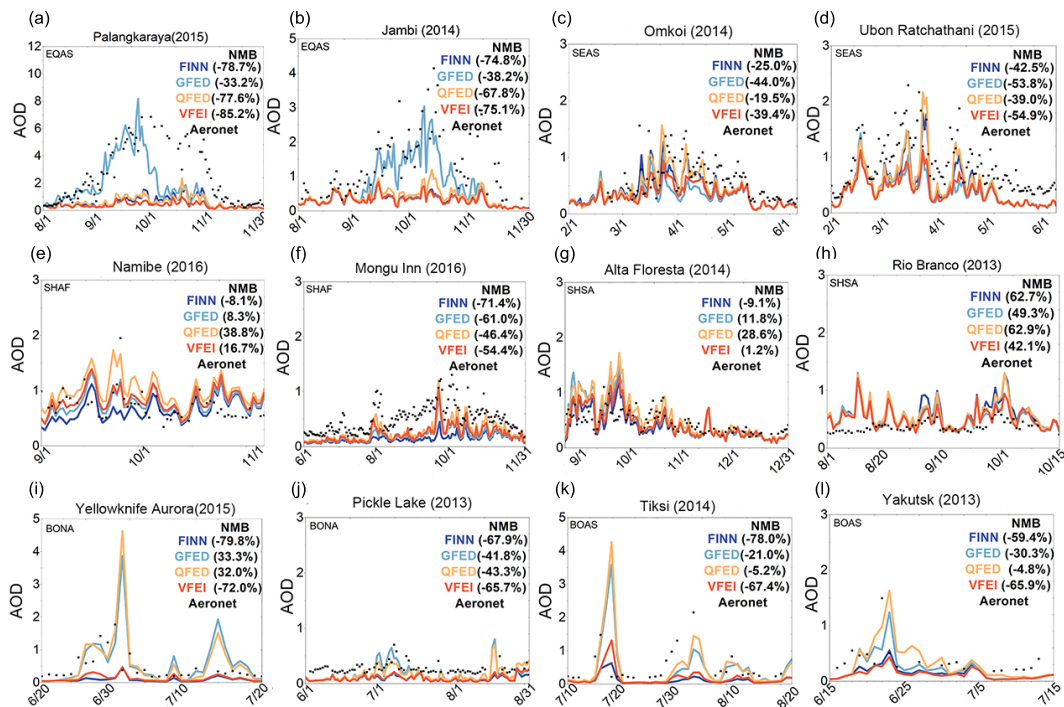 (a)
Palangkaraya(2015)
EQAS
NMB
FINN (-78.7%)
GFED (-33.2%)
QFED (-77.6%)
VFEI (-85.2%)
Aeronet
AOD
12
10
8
6
4
2
0
8/1
9/1
10/1
11/1
11/30
(b)
Jambi (2014)
EQAS
NMB
FINN (-74.8%)
GFED (-38.2%)
QFED (-67.8%)
VFEI (-75.1%)
Aeronet
AOD
5
4
3
2
1
0
8/1
9/1
10/1
11/1
11/30
(c)
Omkoi (2014)
SEAS
NMB
FINN (-25.0%)
GFED(-44.0%)
QFED (-19.5%)
VFEI (-39.4%)
Aeronet
AOD
3
2
1
0
2/1
3/1
4/1
5/1
6/1
(d)
Ubon Ratchathani (2015)
SEAS
NMB
FINN (-42.5%)
GFED(-53.8%)
QFED (-39.0%)
VFEI (-54.9%)
Aeronet
AOD
3
2
1
0
2/1
3/1
4/1
5/1
6/1
(e)
Namibe (2016)
SHAF
NMB
FINN (-8.1%)
GFED (8.3%)
QFED (38.8%)
VFEI (16.7%)
Aeronet
AOD
3
2
1
0
9/1
10/1
11/1
(f)
Mongu Inn (2016)
SHAF
NMB
FINN (-71.4%)
GFED (-61.0%)
QFED (-46.4%)
VFEI (-54.4%)
Aeronet
AOD
3
2
1
0
6/1
8/1
10/1
11/31
(g)
Alta Floresta (2014)
SHSA
NMB
FINN (-9.1%)
GFED (11.8%)
QFED (28.6%)
VFEI (1.2%)
Aeronet
AOD
3
2
1
0
9/1
10/1
11/1
12/1
12/31
(h)
Rio Branco (2013)
SHSA
NMB
FINN (62.7%)
GFED (49.3%)
QFED (62.9%)
VFEI (42.1%)
Aeronet
AOD
3
2
1
0
8/1
8/20
9/10
10/1
10/15
(i)
Yellowknife Aurora(2015)
BONA
NMB
FINN (-79.8%)
GFED (33.3%)
QFED (32.0%)
VFEI (-72.0%)
Aeronet
AOD
5
4
3
2
1
0
6/20
6/30
7/10
7/20
(j)
Pickle Lake (2013)
BONA
NMB
FINN (-67.9%)
GFED(-41.8%)
QFED (-43.3%)
VFEI (-65.7%)
Aeronet
AOD
3
2
1
0
6/1
7/1
8/1
8/31
(k)
Tiksi (2014)
BOAS
NMB
FINN (-78.0%)
GFED (-21.0%)
QFED (-5.2%)
VFEI (-67.4%)
Aeronet
AOD
5
4
3
2
1
0
7/10
7/20
7/30
8/10
8/20
(l)
Yakutsk (2013)
BOAS
NMB
FINN (-59.4%)
GFED (-30.3%)
QFED (-4.8%)
VFEI (-65.9%)
Aeronet
AOD
3
2
1
0
6/15
6/25
7/5
7/15